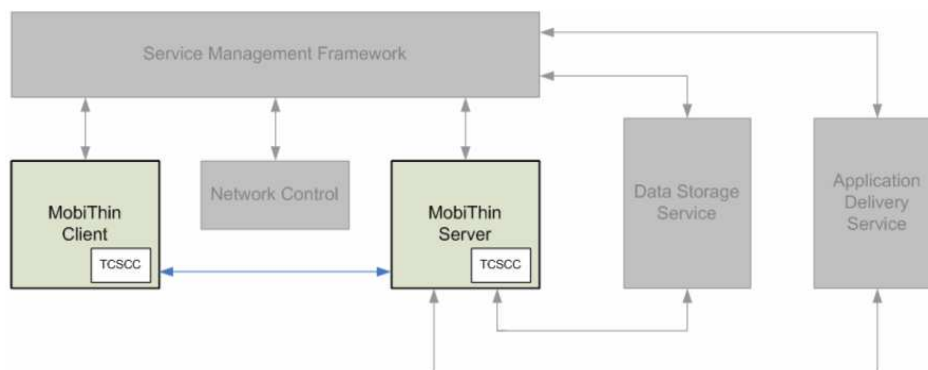 Service Management Framework
MobiThin
Client
TCSCC
Network Control
MobiThin
Server
TCSCC
Data Storage
Service
Application
Delivery
Service